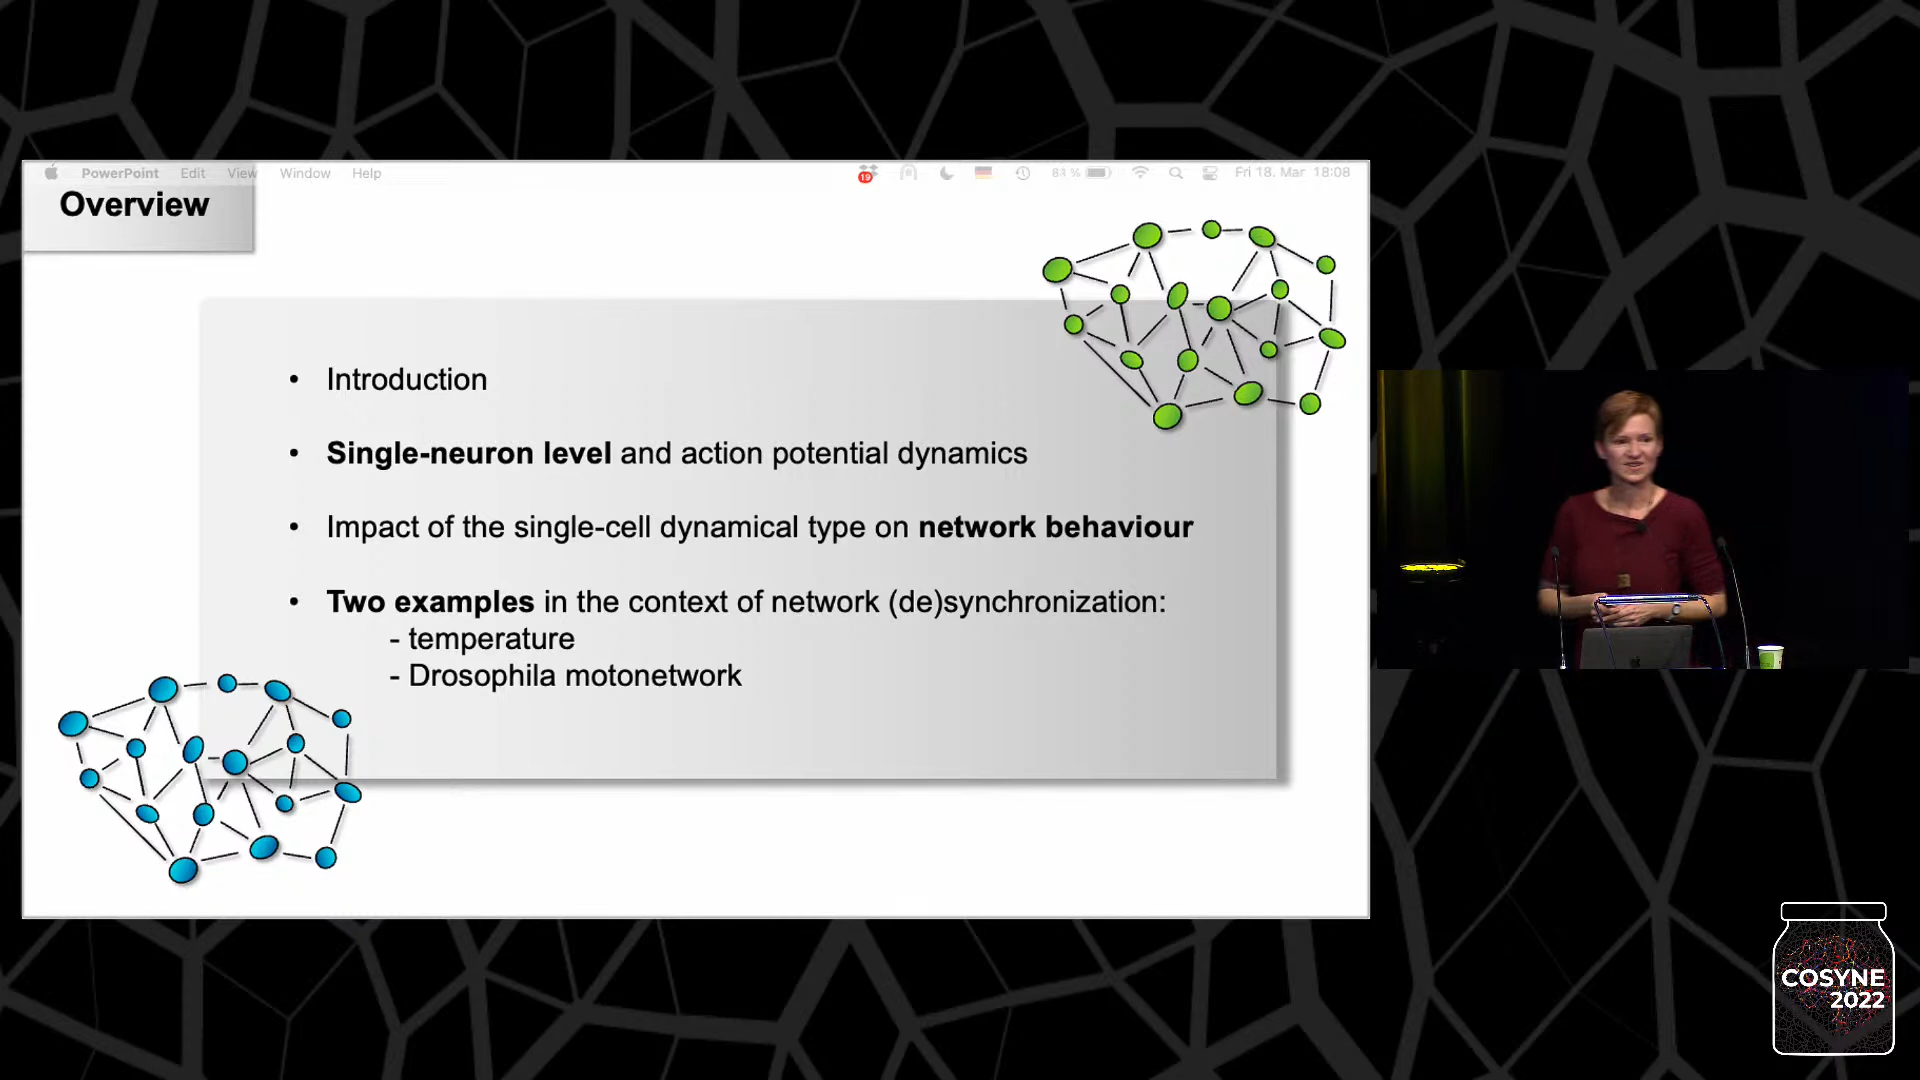 PowerPoint Edit View Window Help
19
83 % Fri 18. Mar 18:08
Overview
• Introduction
• Single-neuron level and action potential dynamics
• Impact of the single-cell dynamical type on network behaviour
• Two examples in the context of network (de)synchronization:
- temperature
- Drosophila motonetwork
COSYNE
2022